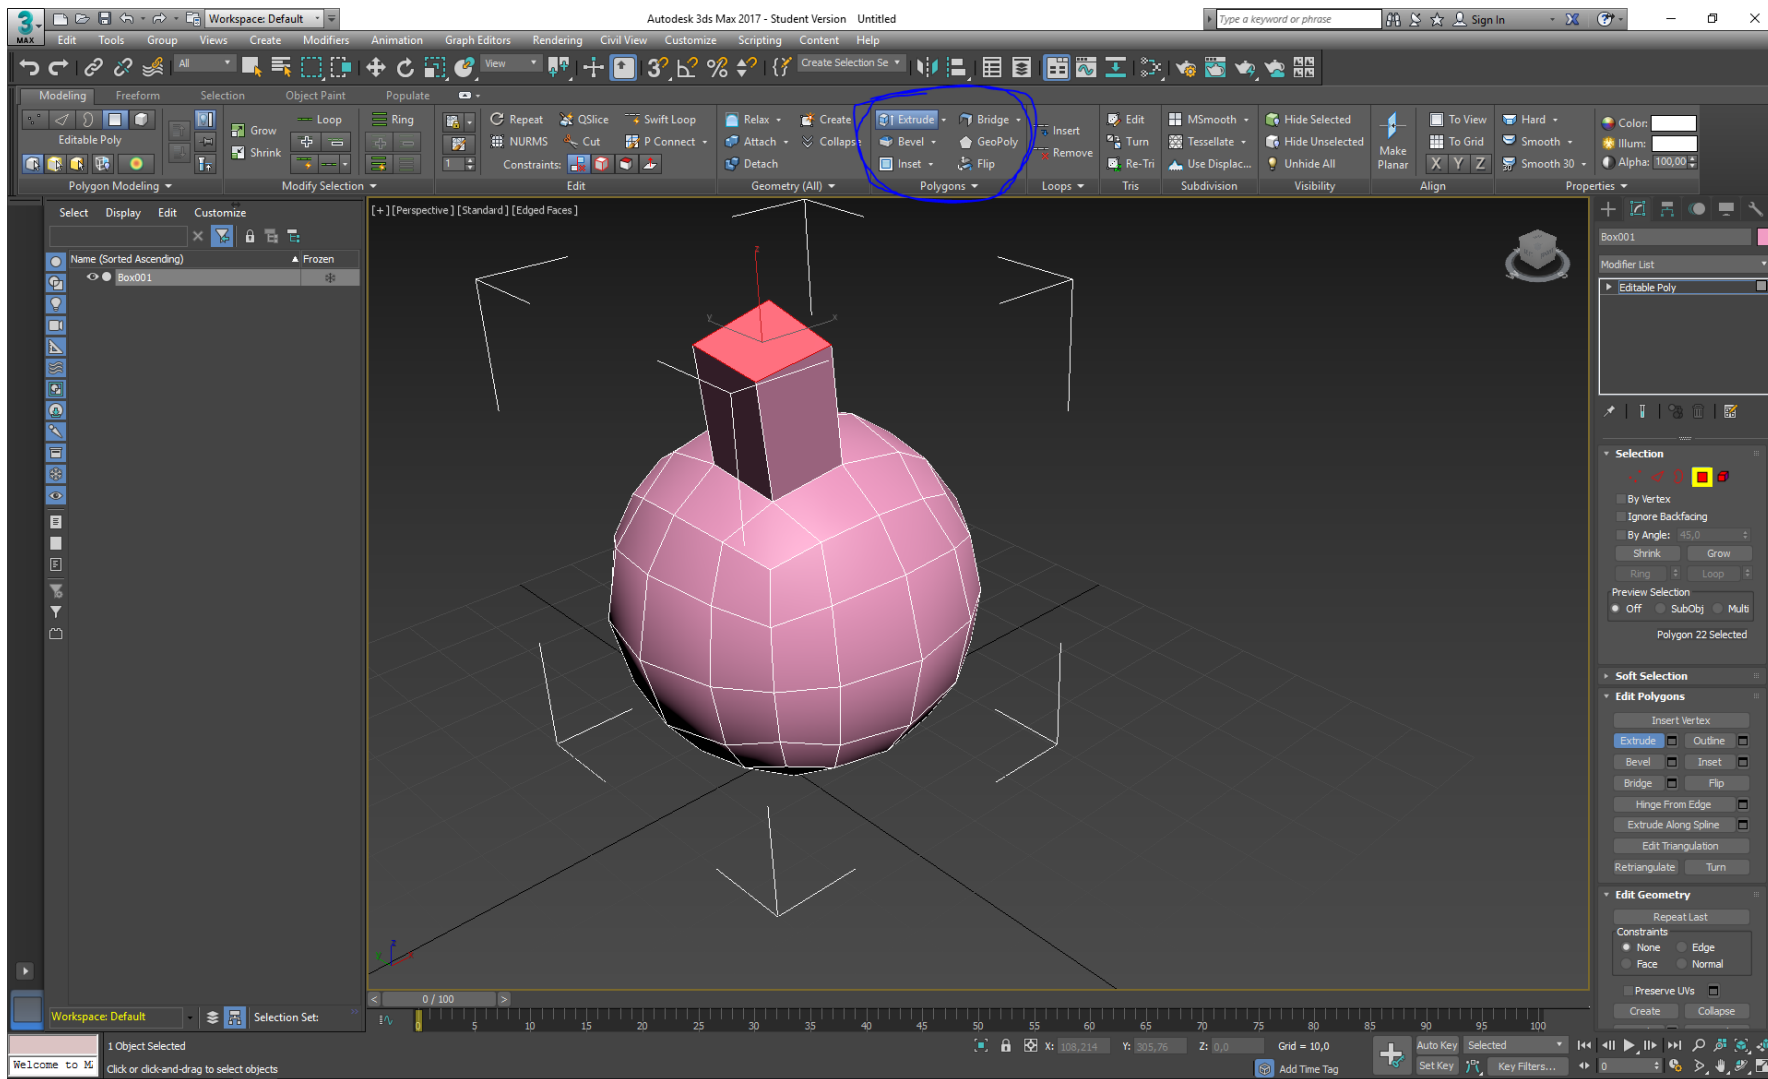 Workspace: Default
Autodesk 3ds Max 2017 - Student Version Untitled
Type a keyword or phrase
Sign In
3
MAX
Edit Tools Group Views Create Modifiers Animation Graph Editors Rendering Civil View Customize Scripting Content Help
All
View
Create Selection Se
Modeling Freeform Selection Object Paint Populate
Editable Poly
Polygon Modeling
Grow
Shrink
Loop
Ring
Modify Selection
1
Repeat QSlice Swift Loop
NURMS Cut P Connect
Constraints:
Edit
Relax Create
Attach Collapse
Detach
Geometry (All)
Extrude Bridge
Bevel GeoPoly
Inset Flip
Polygons
Insert
Remove
Loops
Edit
Turn
Re-Tri
Tris
MSmooth
Tessellate
Use Displac...
Subdivision
Hide Selected
Hide Unselected
Unhide All
Visibility
Make
Planar
To View
To Grid
X Y Z
Align
Hard
Smooth
Smooth 30
Color:
Illum:
Alpha: 100,00
Properties
Select Display Edit Customize
Name (Sorted Ascending) Frozen
Box001
[+] [Perspective] [Standard] [Edged Faces]
z
y
x
Box001
Modifier List
Editable Poly
Selection
By Vertex
Ignore Backfacing
By Angle: 45,0
Shrink Grow
Ring Loop
Preview Selection
Off SubObj Multi
Polygon 22 Selected
Soft Selection
Edit Polygons
Insert Vertex
Extrude Outline
Bevel Inset
Bridge Flip
Hinge From Edge
Extrude Along Spline
Edit Triangulation
Retriangulate Turn
Edit Geometry
Repeat Last
Constraints
None Edge
Face Normal
Preserve UVs
Create Collapse
0 / 100
Workspace: Default
Selection Set:
0 5 10 15 20 25 30 35 40 45 50 55 60 65 70 75 80 85 90 95 100
1 Object Selected
X: 108,214 Y: 305,76 Z: 0,0 Grid = 10,0
Auto Key Selected
Welcome to M
Click or click-and-drag to select objects
Add Time Tag
Set Key Key Filters...
0